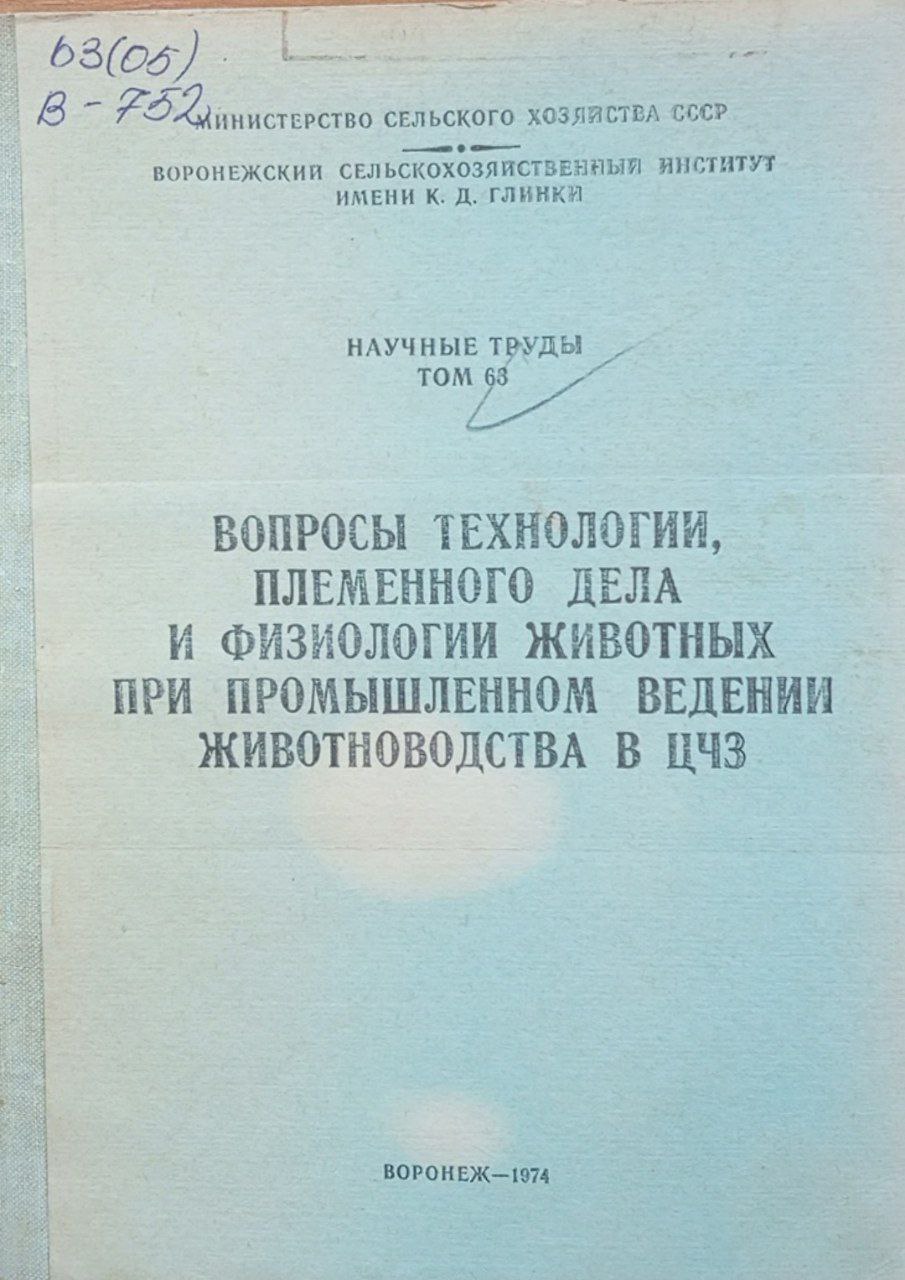 63(05)
В-752
МИНИСТЕРСТВО СЕЛЬСКОГО ХОЗЯЙСТВА СССР
ВОРОНЕЖСКИЙ СЕЛЬСКОХОЗЯЙСТВЕННЫЙ ИНСТИТУТ
ИМЕНИ К. Д. ГЛИНКИ
НАУЧНЫЕ ТРУДЫ
ТОМ 63
ВОПРОСЫ ТЕХНОЛОГИИ,
ПЛЕМЕННОГО ДЕЛА
И ФИЗИОЛОГИИ ЖИВОТНЫХ
ПРИ ПРОМЫШЛЕННОМ ВЕДЕНИИ
ЖИВОТНОВОДСТВА В ЦЧЗ
ВОРОНЕЖ—1974